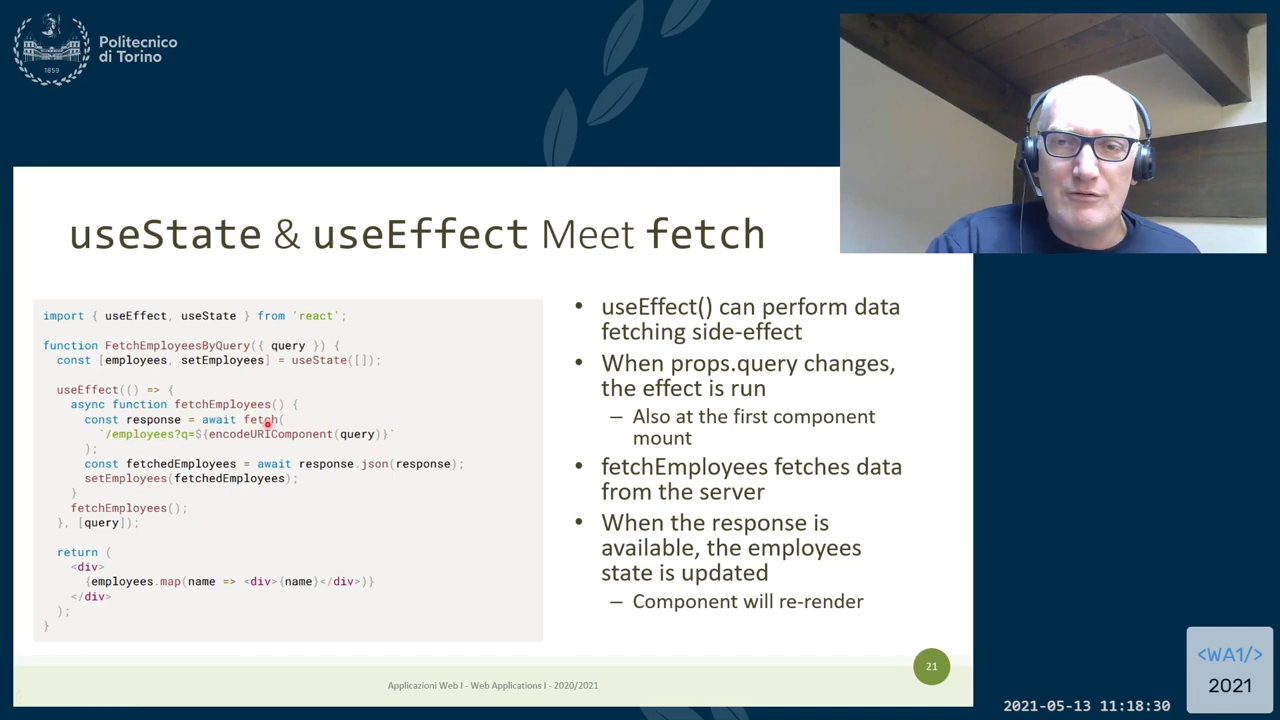 Politecnico
di Torino
1859
useState & useEffect Meet fetch
import { useEffect, useState } from 'react';
function FetchEmployeesByQuery({ query }) {
const [employees, setEmployees] = useState([]);
useEffect(() => {
async function fetchEmployees() {
const response = await fetch(
`/employees?q=${encodeURIComponent(query)}`
);
const fetchedEmployees = await response.json(response);
setEmployees(fetchedEmployees);
}
fetchEmployees();
}, [query]);
return (
<div>
{employees.map(name => <div>{name}</div>)}
</div>
);
}
• useEffect() can perform data
fetching side-effect
• When props.query changes,
the effect is run
– Also at the first component
mount
• fetchEmployees fetches data
from the server
• When the response is
available, the employees
state is updated
– Component will re-render
21
Applicazioni Web I - Web Applications I - 2020/2021
<WA1/>
2021
2021-05-13 11:18:30